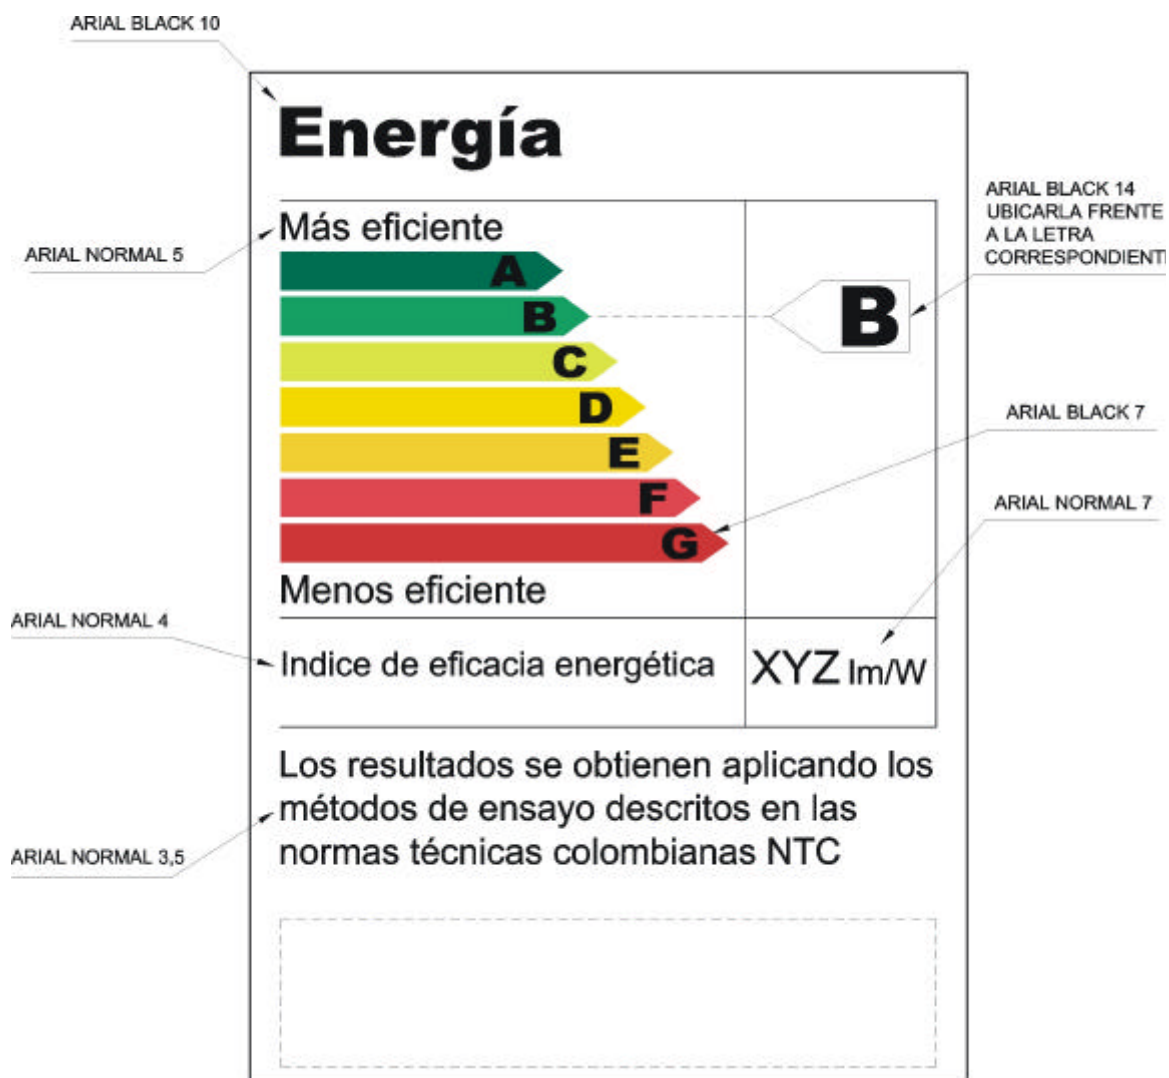 ARIAL BLACK 10
Energía
ARIAL BLACK 14
UBICARLA FRENTE
A LA LETRA
CORRESPONDIENTE
ARIAL NORMAL 5
Más eficiente
A
B
B
C
D
ARIAL BLACK 7
E
F
ARIAL NORMAL 7
G
Menos eficiente
ARIAL NORMAL 4
Indice de eficacia energética
XYZ lm/W
Los resultados se obtienen aplicando los
métodos de ensayo descritos en las
normas técnicas colombianas NTC
ARIAL NORMAL 3,5